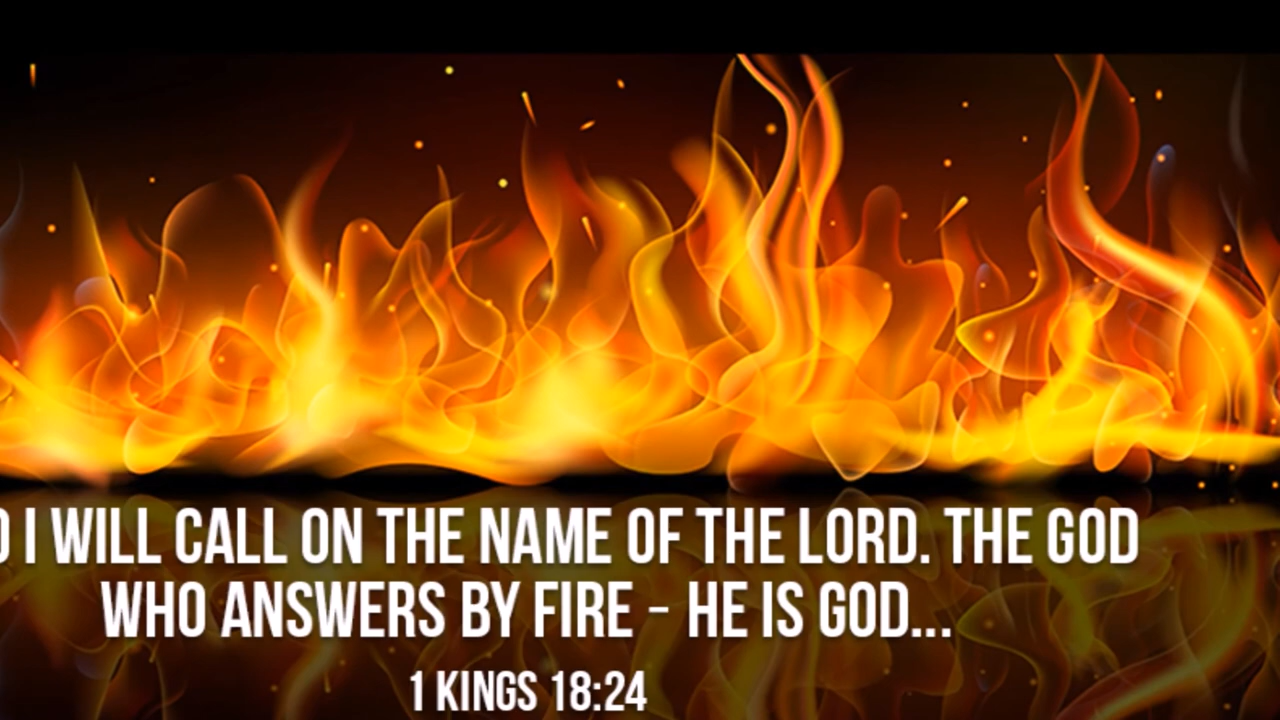 I WILL CALL ON THE NAME OF THE LORD. THE GOD
WHO ANSWERS BY FIRE - HE IS GOD...
1 KINGS 18:24